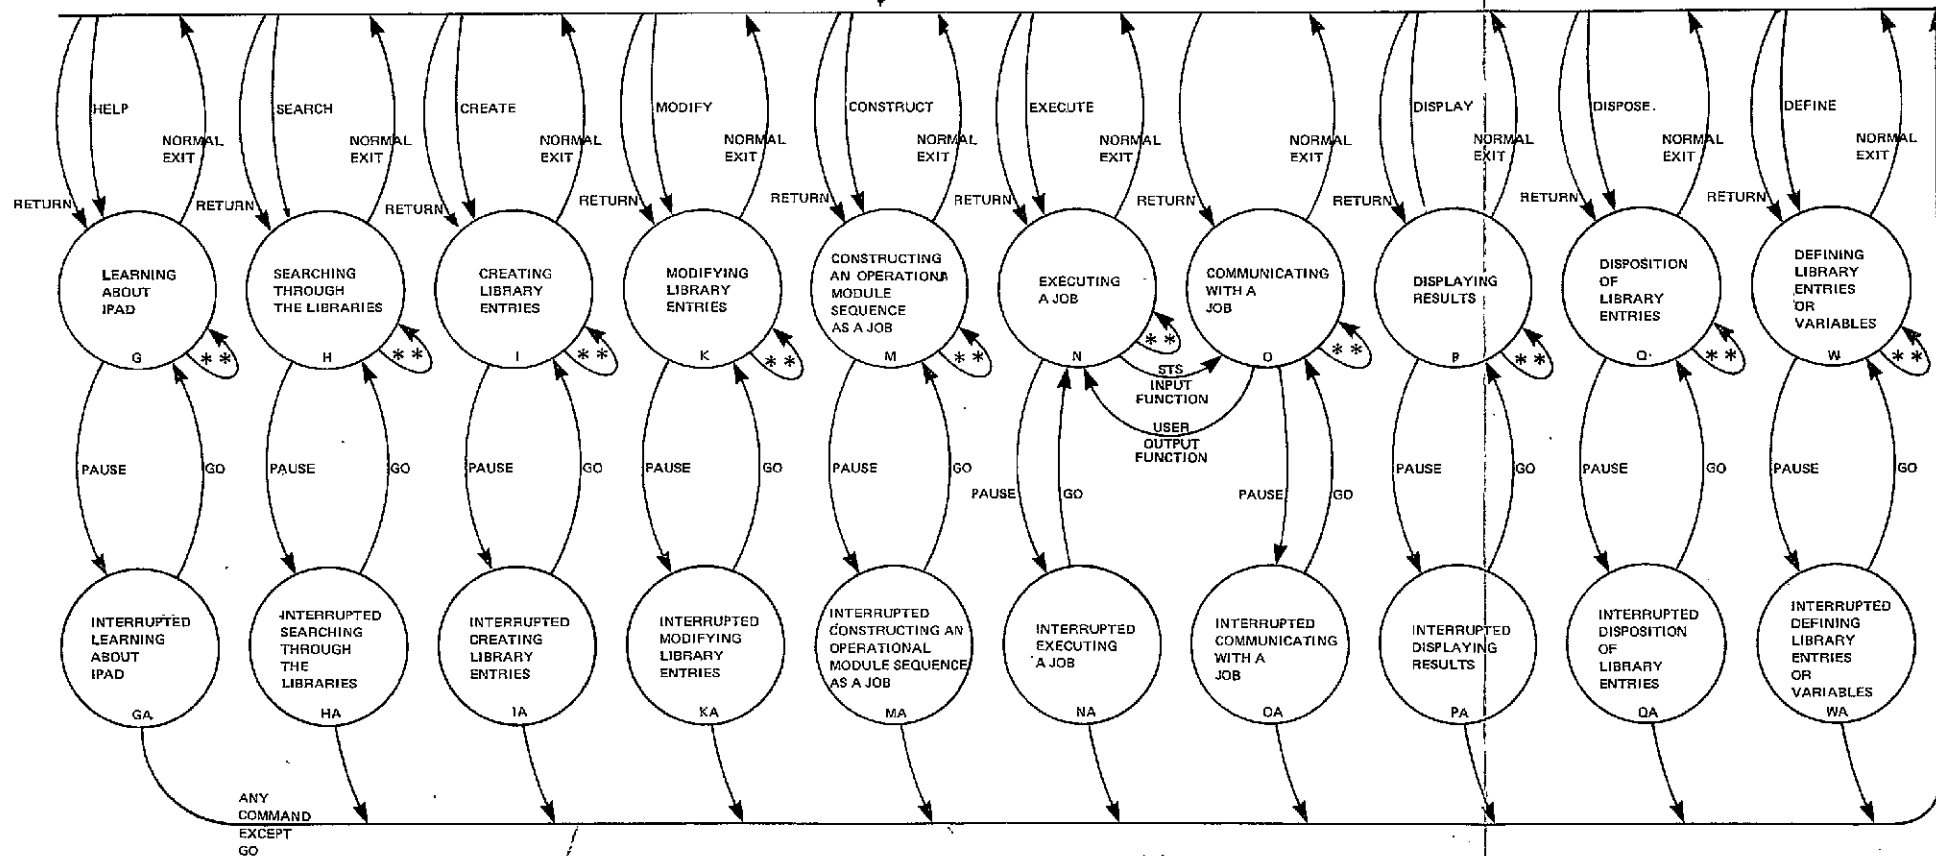 HELP
SEARCH
CREATE
MODIFY
CONSTRUCT
EXECUTE
DISPLAY
DISPOSE.
DEFINE
NORMAL
EXIT
NORMAL
EXIT
NORMAL
EXIT
NORMAL
EXIT
NORMAL
EXIT
NORMAL
EXIT
NORMAL
EXIT
NORMAL
EXIT
NORMAL
EXIT
NORMAL
EXIT
RETURN
RETURN
RETURN
RETURN
RETURN
RETURN
RETURN
RETURN
RETURN
RETURN
LEARNING
ABOUT
IPAD
G
**
SEARCHING
THROUGH
THE LIBRARIES
H
**
CREATING
LIBRARY
ENTRIES
I
**
MODIFYING
LIBRARY
ENTRIES
K
**
CONSTRUCTING
AN OPERATIONAL
MODULE
SEQUENCE
AS A JOB
M
**
EXECUTING
A JOB
N
**
COMMUNICATING
WITH A
JOB
O
**
DISPLAYING
RESULTS
P
**
DISPOSITION
OF
LIBRARY
ENTRIES
Q
**
DEFINING
LIBRARY
ENTRIES
OR
VARIABLES
W
**
STS
INPUT
FUNCTION
USER
OUTPUT
FUNCTION
PAUSE
GO
PAUSE
GO
PAUSE
GO
PAUSE
GO
PAUSE
GO
PAUSE
GO
PAUSE
GO
PAUSE
GO
PAUSE
GO
PAUSE
GO
INTERRUPTED
LEARNING
ABOUT
IPAD
GA
INTERRUPTED
SEARCHING
THROUGH
THE
LIBRARIES
HA
INTERRUPTED
CREATING
LIBRARY
ENTRIES
IA
INTERRUPTED
MODIFYING
LIBRARY
ENTRIES
KA
INTERRUPTED
CONSTRUCTING AN
OPERATIONAL
MODULE SEQUENCE
AS A JOB
MA
INTERRUPTED
EXECUTING
A JOB
NA
INTERRUPTED
COMMUNICATING
WITH A
JOB
OA
INTERRUPTED
DISPLAYING
RESULTS
PA
INTERRUPTED
DISPOSITION
OF
LIBRARY
ENTRIES
QA
INTERRUPTED
DEFINING
LIBRARY
ENTRIES
OR
VARIABLES
WA
ANY
COMMAND
EXCEPT
GO